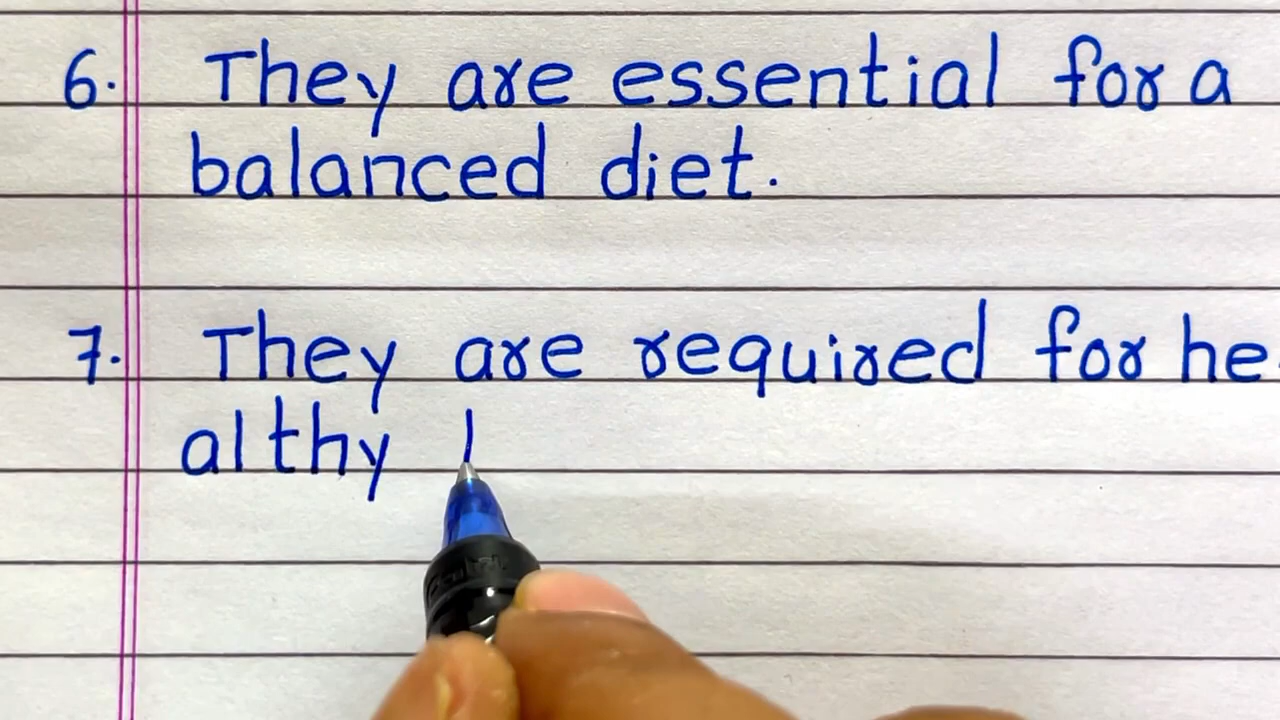 6. They are essential for a
balanced diet.
7. They are required for he
althy